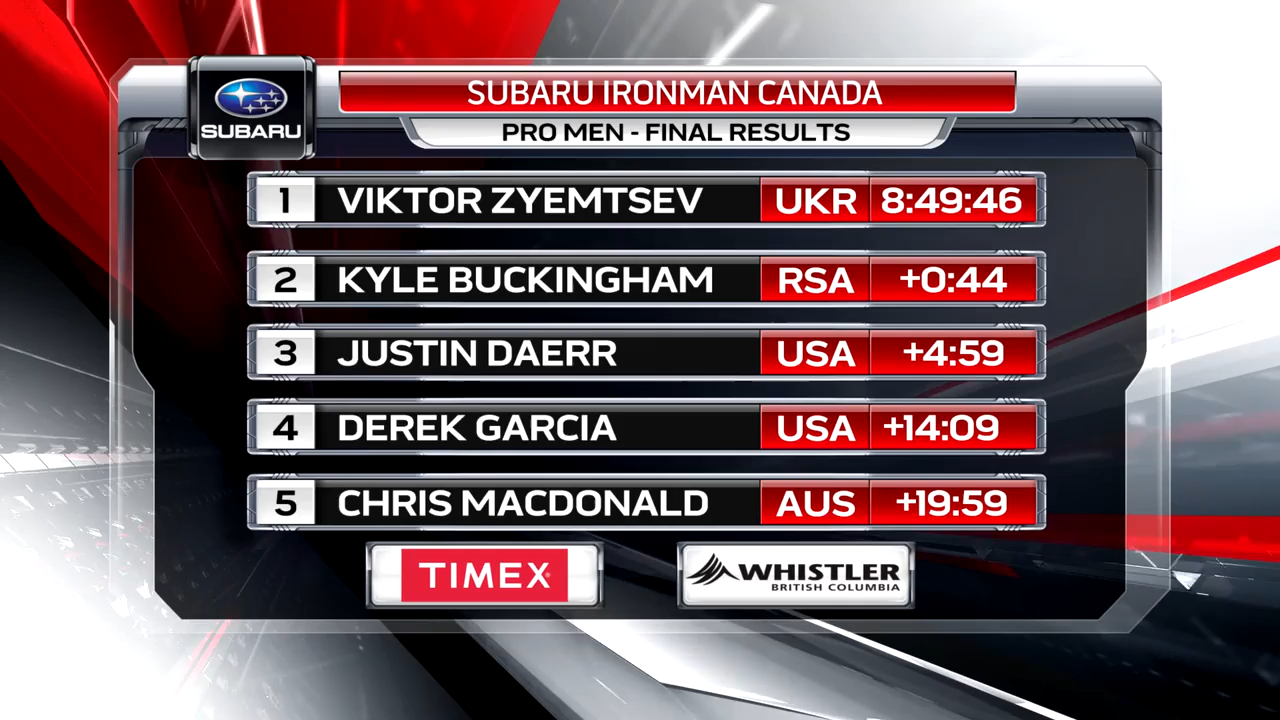 SUBARU
SUBARU IRONMAN CANADA
PRO MEN - FINAL RESULTS
1 VIKTOR ZYEMTSEV UKR 8:49:46
2 KYLE BUCKINGHAM RSA +0:44
3 JUSTIN DAERR USA +4:59
4 DEREK GARCIA USA +14:09
5 CHRIS MACDONALD AUS +19:59
TIMEX
WHISTLER
BRITISH COLUMBIA